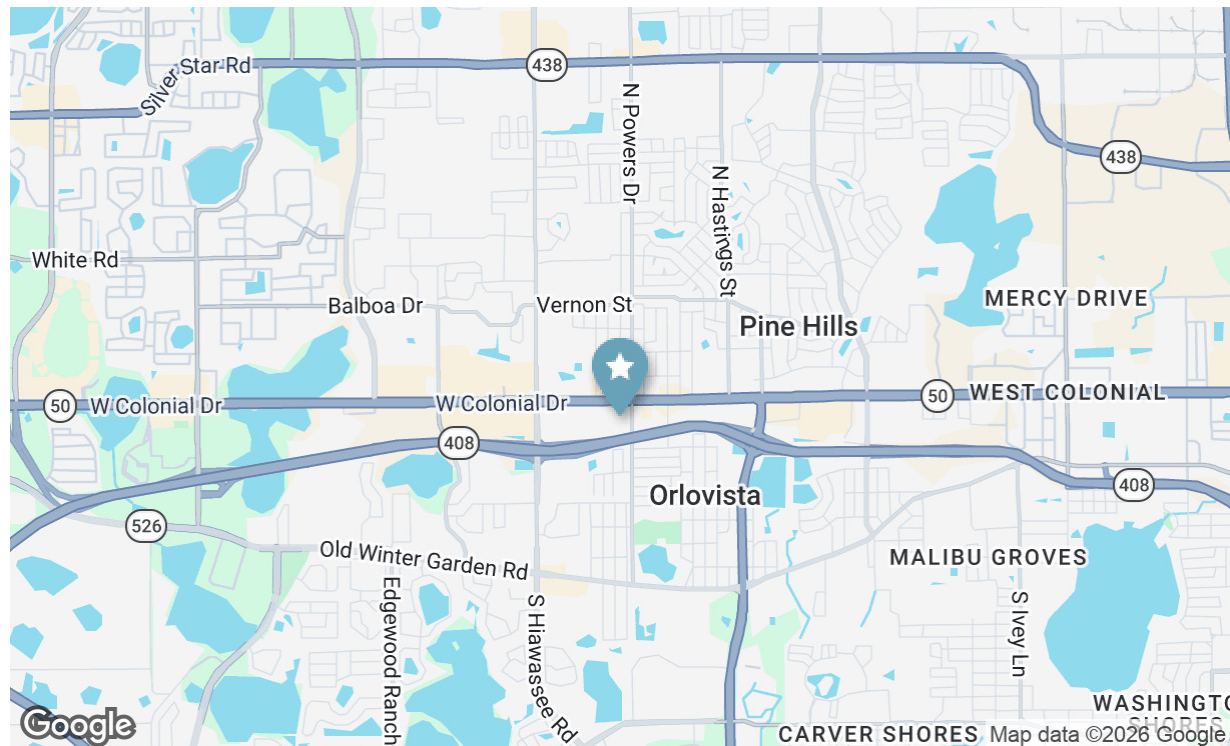 Silver Star Rd
438
N Powers Dr
438
N Hastings St
White Rd
MERCY DRIVE
Balboa Dr
Vernon St
Pine Hills
50
W Colonial Dr
W Colonial Dr
50
WEST COLONIAL
408
408
Orlovista
526
Old Winter Garden Rd
MALIBU GROVES
Edgewood Ranch
S Hiawassee Rd
S Ivey Ln
WASHINGTO
SHORES
CARVER SHORES
Google
Map data ©2026 Google